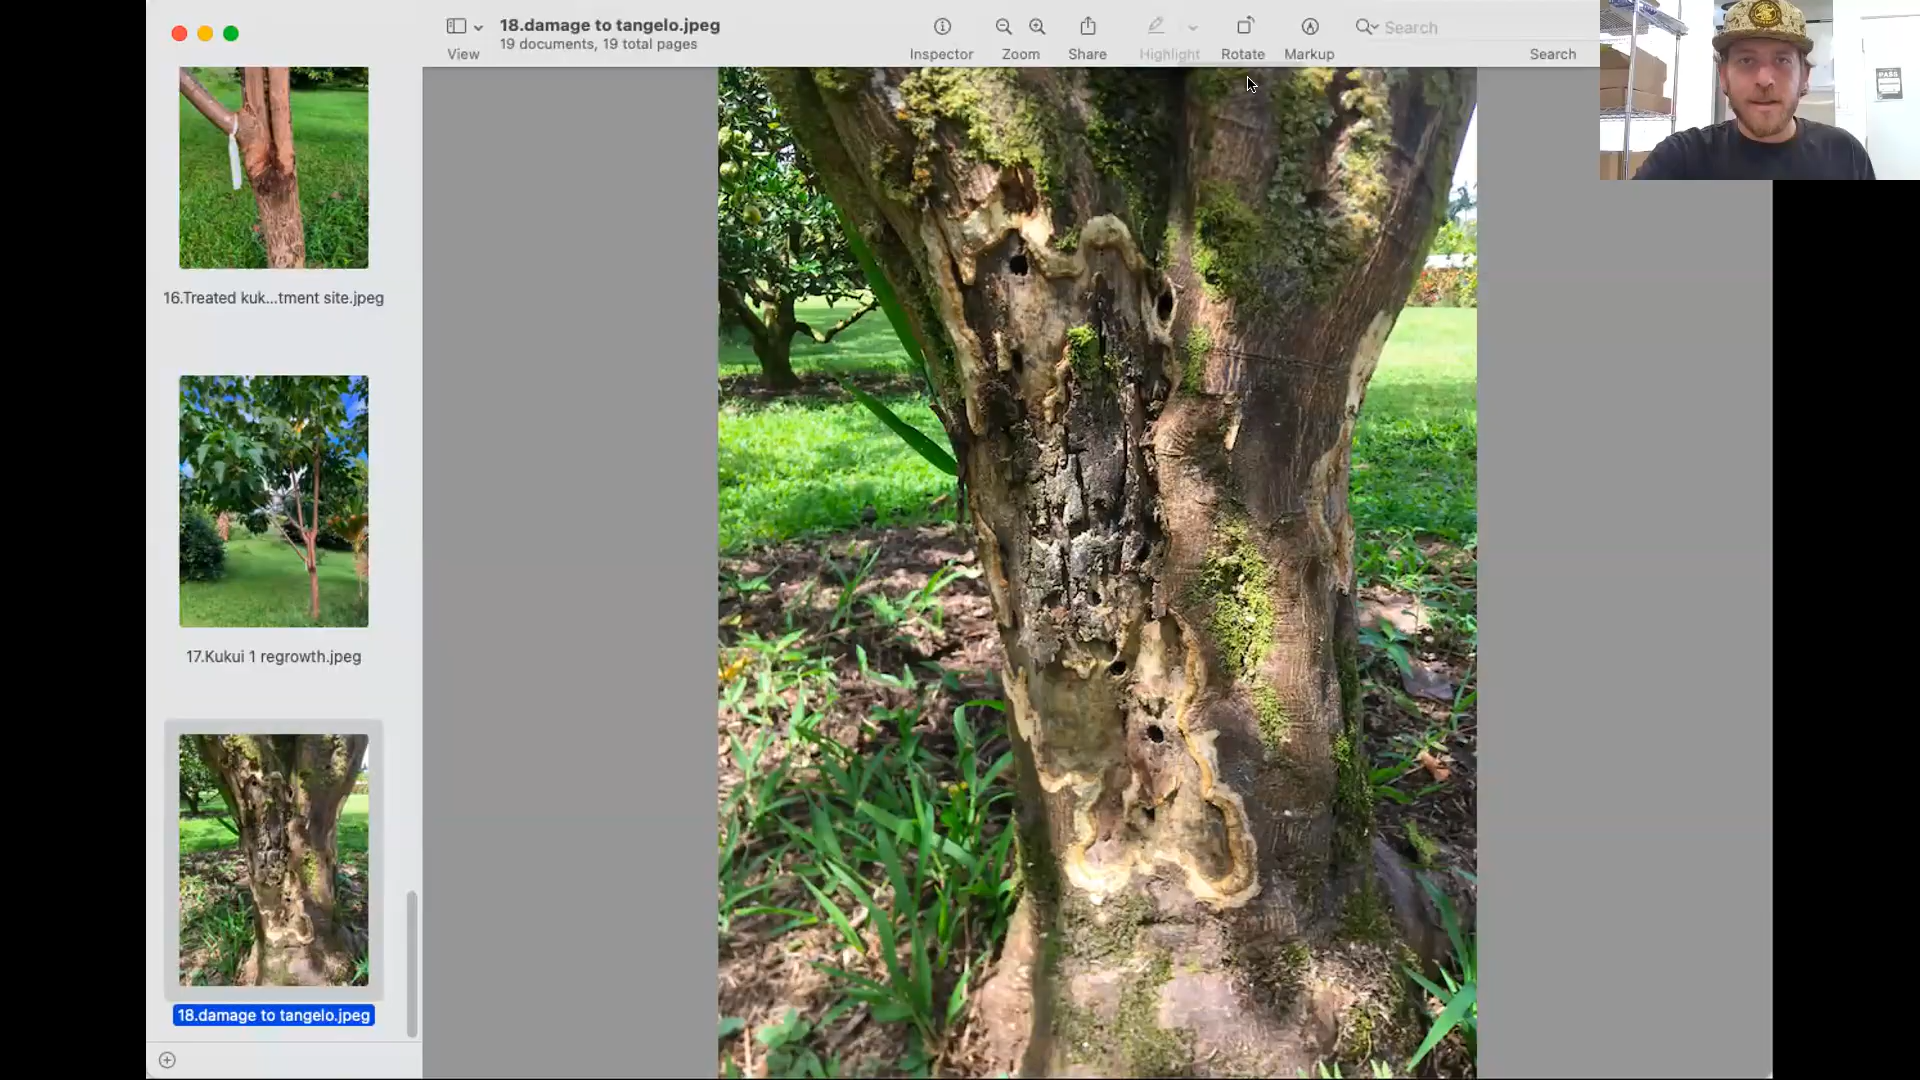 18.damage to tangelo.jpeg
19 documents, 19 total pages
View
Inspector
Zoom
Share
Highlight
Rotate
Markup
Search
Search
PASS
16.Treated kuk...tment site.jpeg
17.Kukui 1 regrowth.jpeg
18.damage to tangelo.jpeg